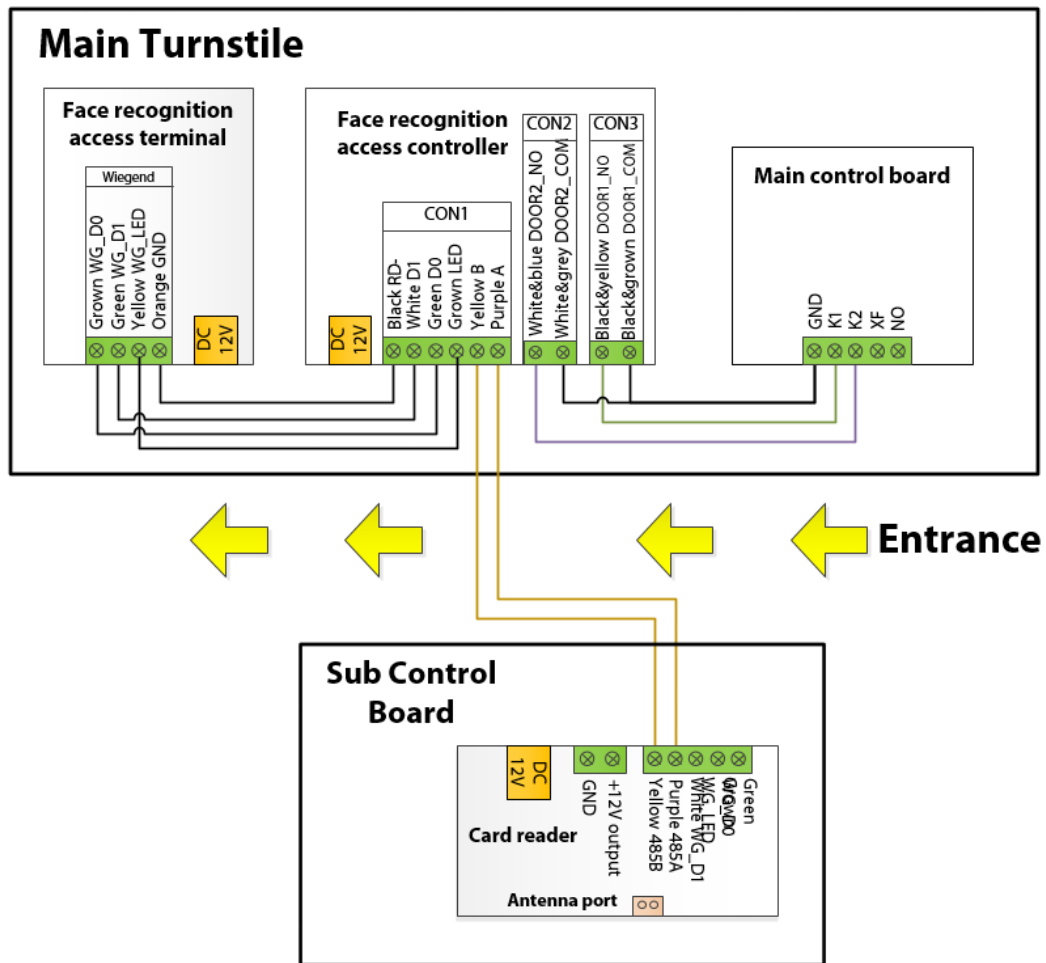 Main Turnstile
Face recognition
access terminal
Wiegend
Grown WG_D0
Green WG_D1
Yellow WG_LED
Orange GND
DC
12V
Face recognition
access controller
CON1
Black RD-
White D1
Green D0
Grown LED
Yellow B
Purple A
DC
12V
CON2
White&blue DOOR2_NO
White&grey DOOR2_COM
CON3
Black&yellow DOOR1_NO
Black&grown DOOR1_COM
Main control board
GND
K1
K2
XF
NO
Entrance
Sub Control
Board
DC
12V
GND
+12V output
Yellow 485B
Purple 485A
White WG_D1
WG_LED
Green
Card reader
Antenna port